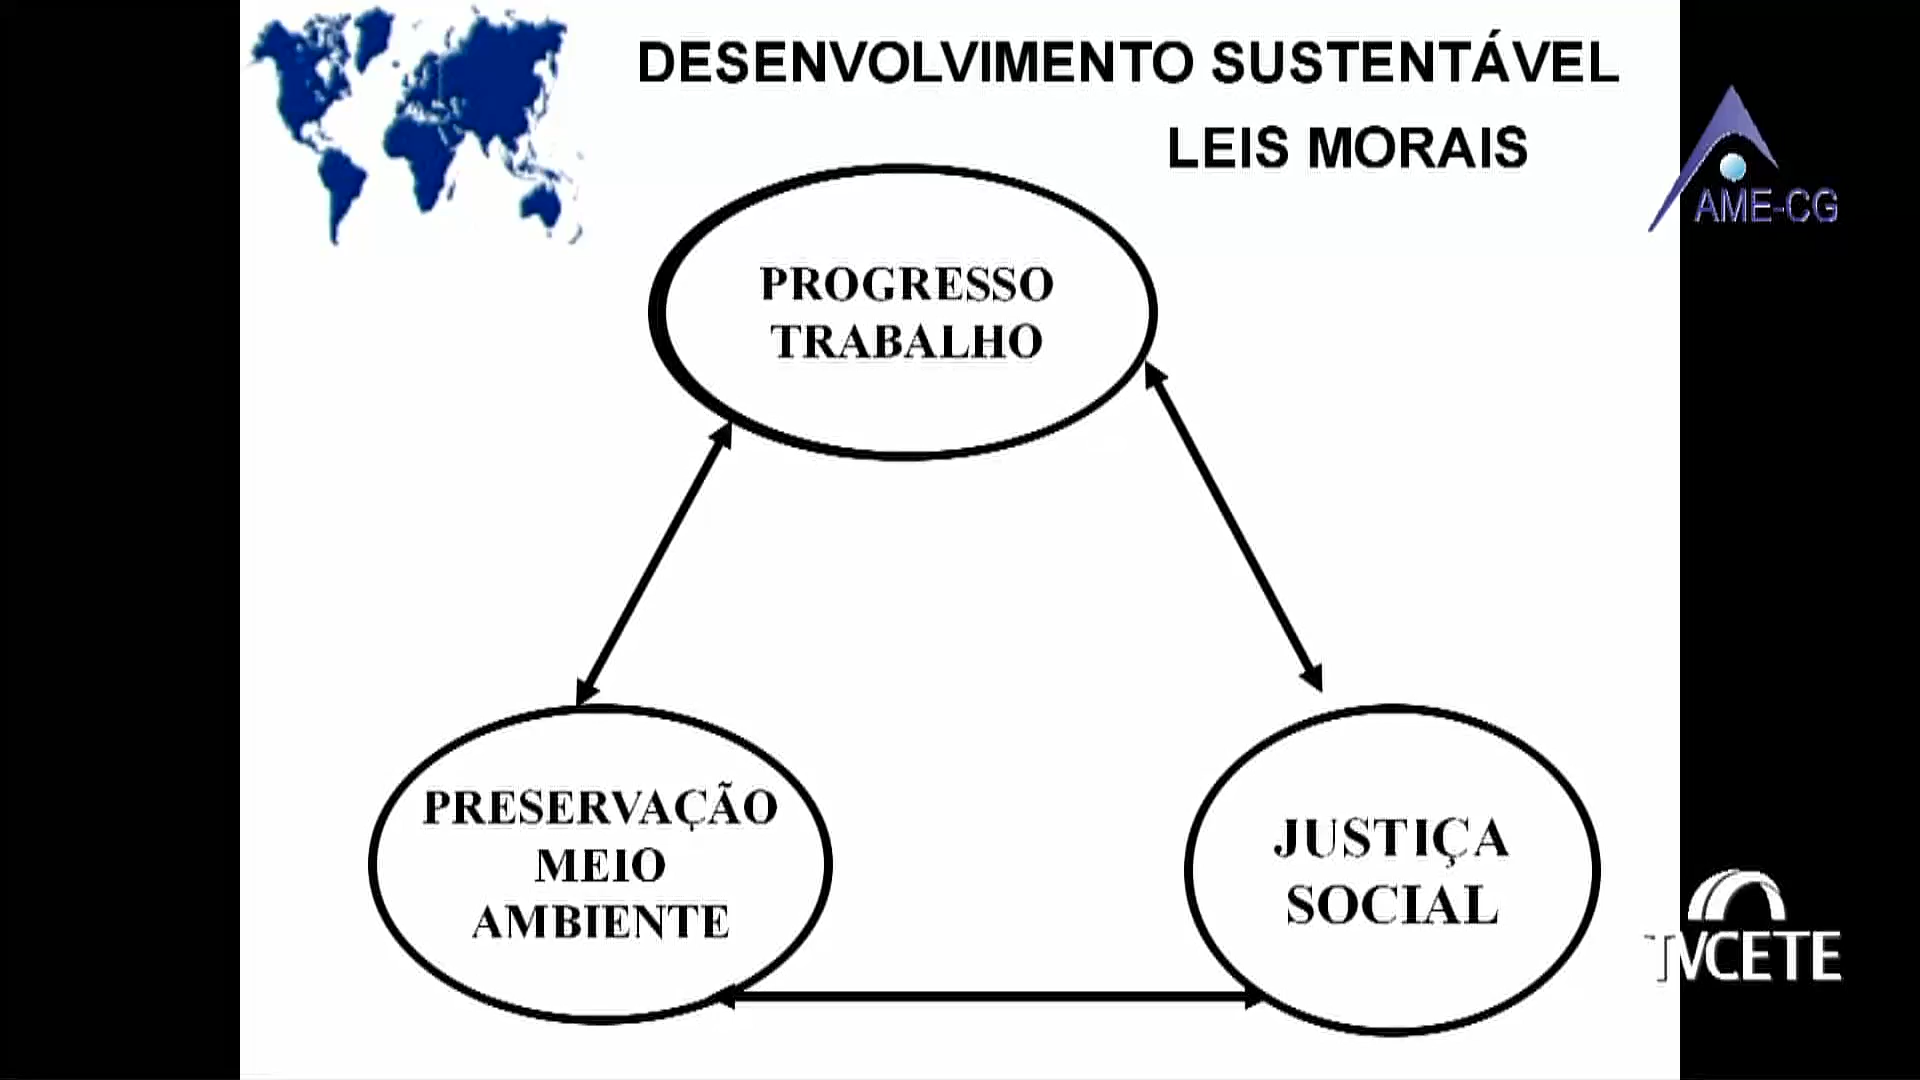 DESENVOLVIMENTO SUSTENTÁVEL
LEIS MORAIS
AME-CG
PROGRESSO
TRABALHO
PRESERVAÇÃO
MEIO
AMBIENTE
JUSTIÇA
SOCIAL
TVCETE